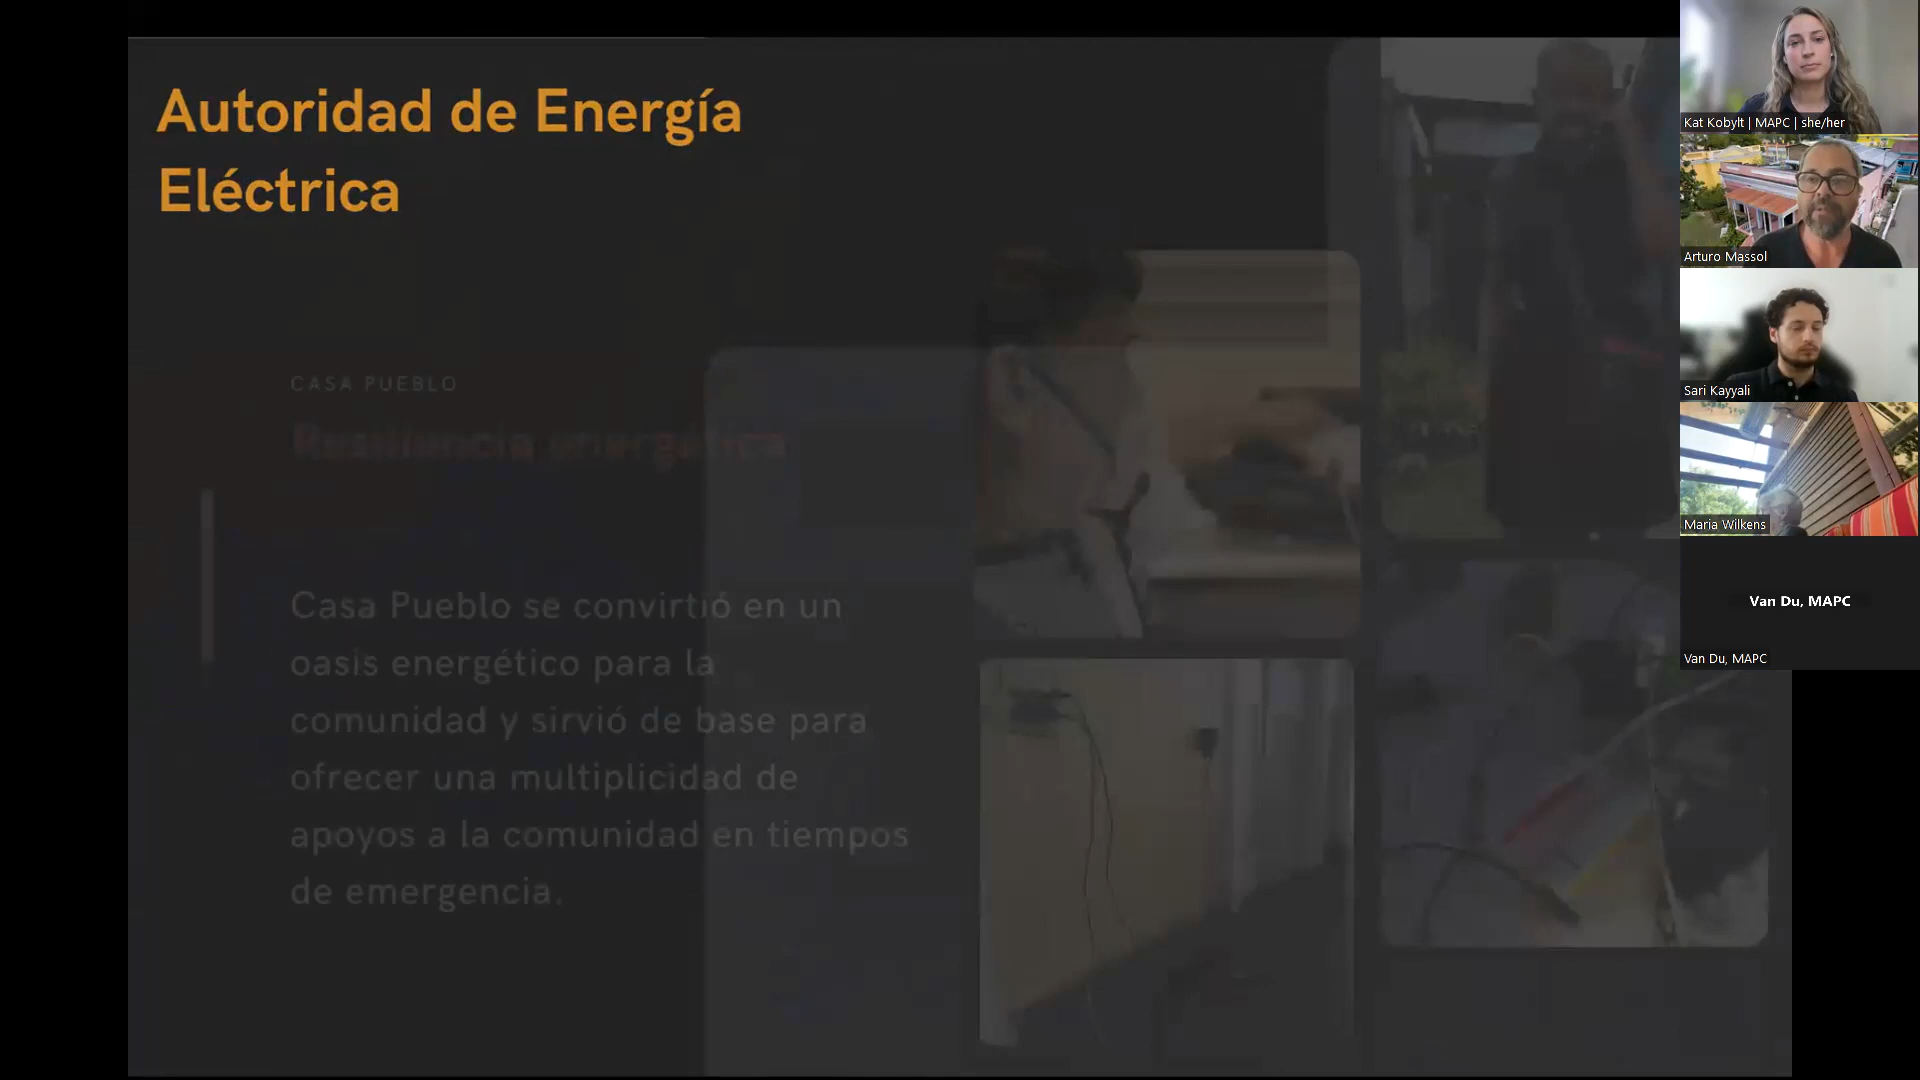 Autoridad de Energía
Eléctrica
CASA PUEBLO
Resiliencia energética
Casa Pueblo se convirtió en un
oasis energético para la
comunidad y sirvió de base para
ofrecer una multiplicidad de
apoyos a la comunidad en tiempos
de emergencia.
Kat Kobylt | MAPC | she/her
Arturo Massol
Sari Kayyali
Maria Wilkens
Van Du, MAPC
Van Du, MAPC